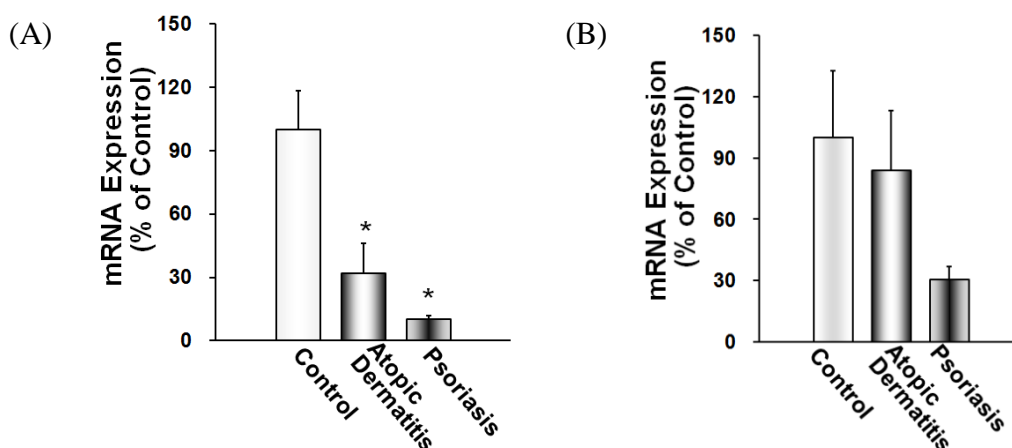 (A)
mRNA Expression
(% of Control)
150
120
90
60
30
0
*
*
Control
Atopic
Dermatitis
Psoriasis
(B)
mRNA Expression
(% of Control)
150
120
90
60
30
0
Control
Atopic
Dermatitis
Psoriasis